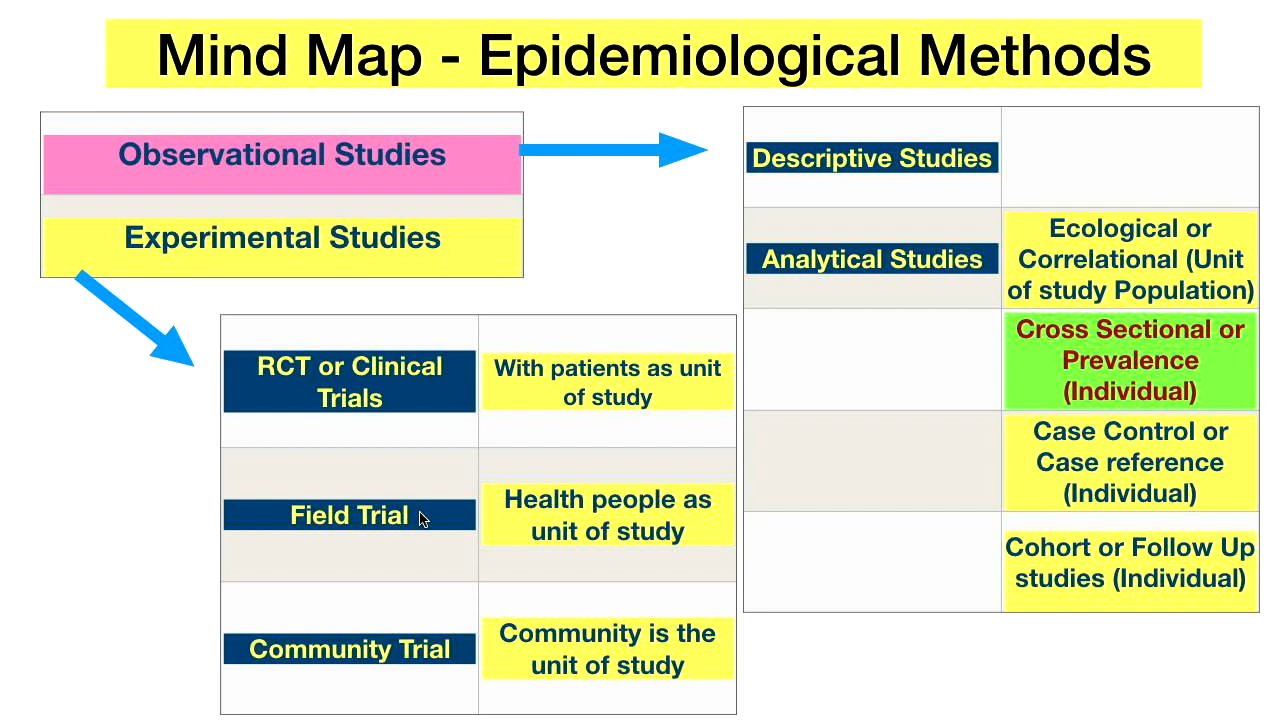 Mind Map - Epidemiological Methods
Observational Studies
Experimental Studies
Descriptive Studies
Analytical Studies
Ecological or
Correlational (Unit
of study Population)
Cross Sectional or
Prevalence
(Individual)
Case Control or
Case reference
(Individual)
Cohort or Follow Up
studies (Individual)
RCT or Clinical
Trials
With patients as unit
of study
Field Trial
Health people as
unit of study
Community Trial
Community is the
unit of study